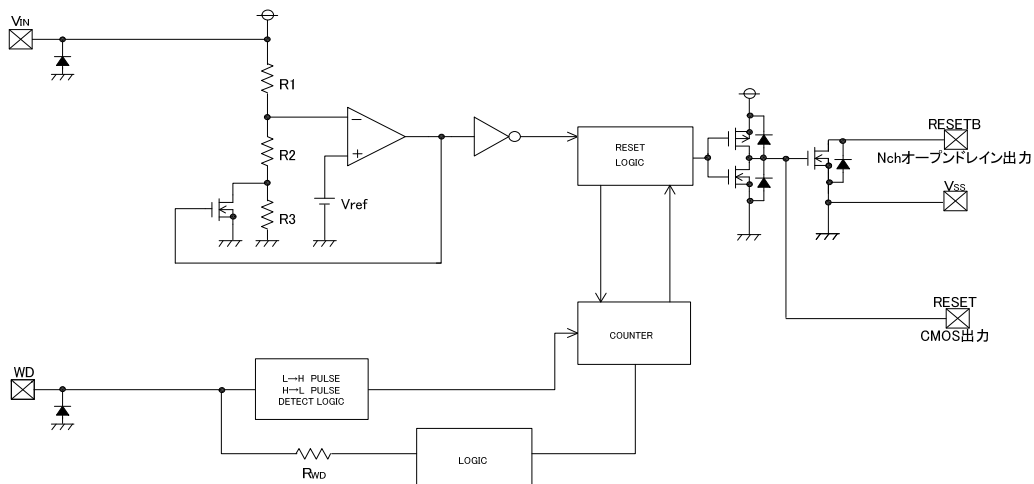 VIN
R1
R2
R3
Vref
RESET
LOGIC
RESETB
Nchオープンドレイン出力
VSS
COUNTER
RESET
CMOS出力
WD
L→H PULSE
H→L PULSE
DETECT LOGIC
RWD
LOGIC